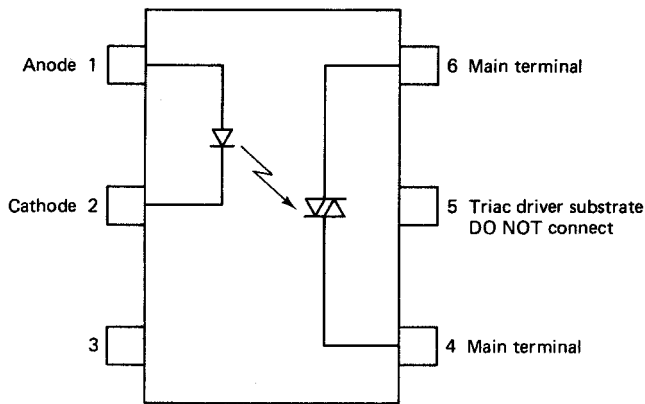 Anode 1
6 Main terminal
Cathode 2
5 Triac driver substrate
DO NOT connect
3
4 Main terminal